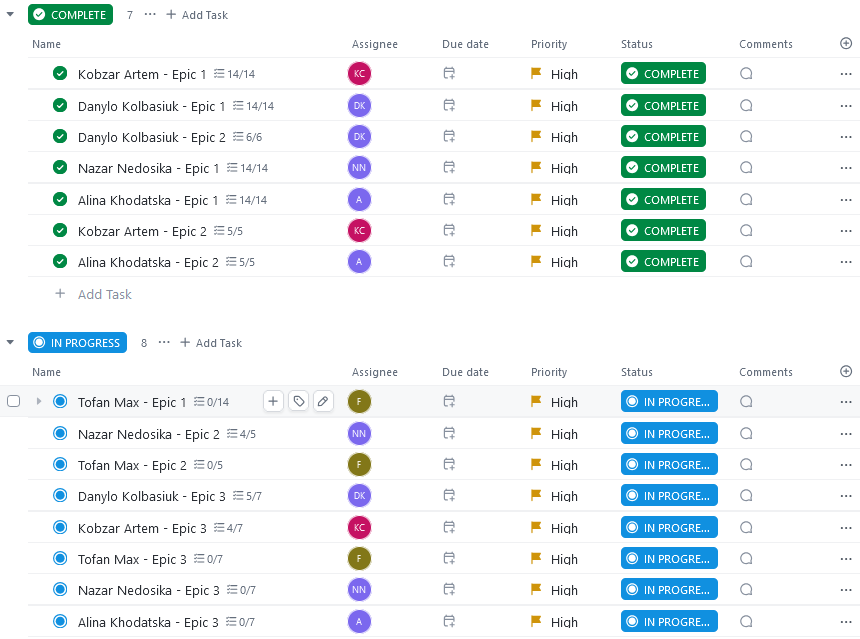 COMPLETE 7 ... + Add Task
Name Assignee Due date Priority Status Comments
Kobzar Artem - Epic 1 14/14 KC High COMPLETE
Danylo Kolbasiuk - Epic 1 14/14 DK High COMPLETE
Danylo Kolbasiuk - Epic 2 6/6 DK High COMPLETE
Nazar Nedosika - Epic 1 14/14 NN High COMPLETE
Alina Khodatska - Epic 1 14/14 A High COMPLETE
Kobzar Artem - Epic 2 5/5 KC High COMPLETE
Alina Khodatska - Epic 2 5/5 A High COMPLETE
+ Add Task
IN PROGRESS 8 ... + Add Task
Name Assignee Due date Priority Status Comments
Tofan Max - Epic 1 0/14 F High IN PROGRE...
Nazar Nedosika - Epic 2 4/5 NN High IN PROGRE...
Tofan Max - Epic 2 0/5 F High IN PROGRE...
Danylo Kolbasiuk - Epic 3 5/7 DK High IN PROGRE...
Kobzar Artem - Epic 3 4/7 KC High IN PROGRE...
Tofan Max - Epic 3 0/7 F High IN PROGRE...
Nazar Nedosika - Epic 3 0/7 NN High IN PROGRE...
Alina Khodatska - Epic 3 0/7 A High IN PROGRE...